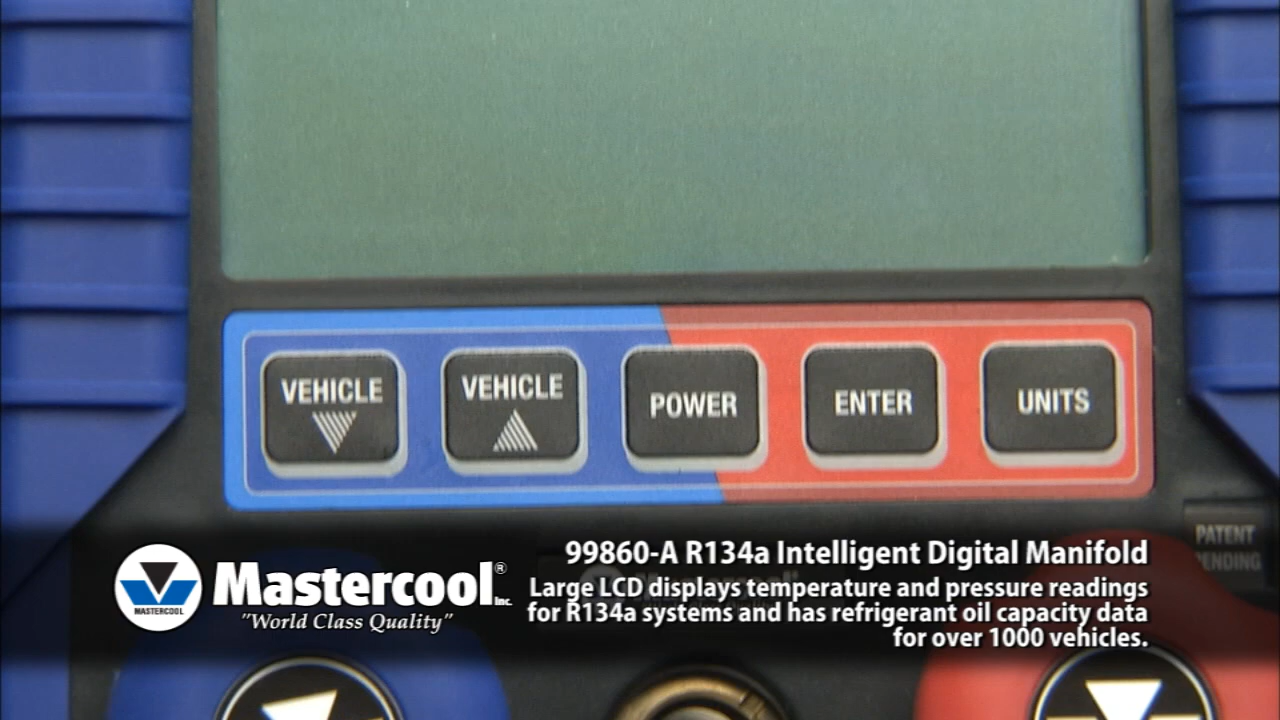 VEHICLE
VEHICLE
POWER
ENTER
UNITS
PATENT
PENDING
MASTERCOOL
Mastercool® Inc.
"World Class Quality"
99860-A R134a Intelligent Digital Manifold
Large LCD displays temperature and pressure readings
for R134a systems and has refrigerant oil capacity data
for over 1000 vehicles.